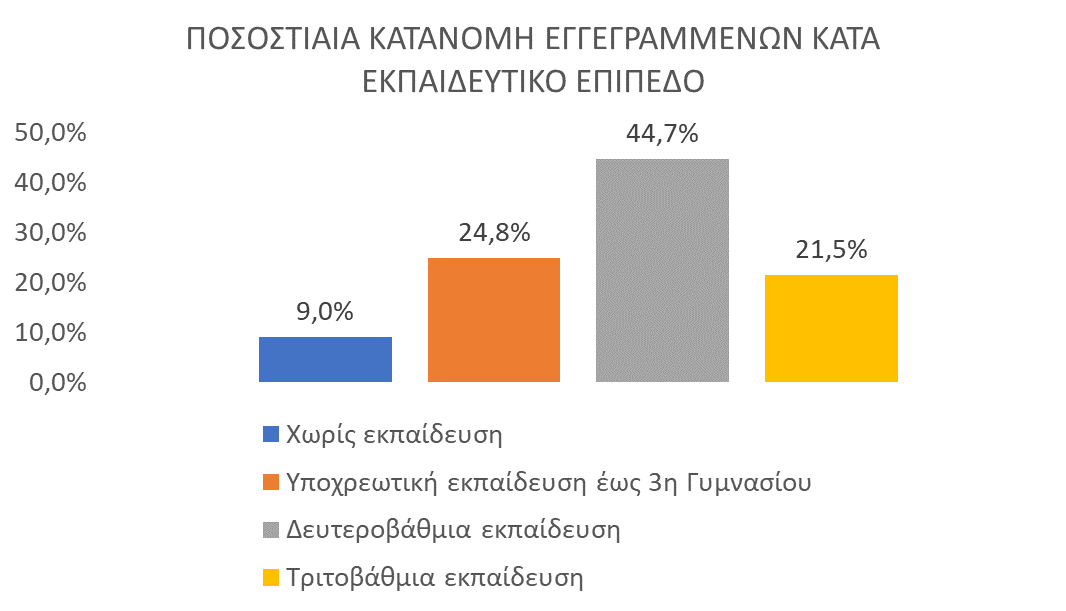 ΠΟΣΟΣΤΙΑΙΑ ΚΑΤΑΝΟΜΗ ΕΓΓΕΓΡΑΜΜΕΝΩΝ ΚΑΤΑ
ΕΚΠΑΙΔΕΥΤΙΚΟ ΕΠΙΠΕΔΟ
50,0%
40,0%
30,0%
20,0%
10,0%
0,0%
9,0%
24,8%
44,7%
21,5%
Χωρίς εκπαίδευση
Υποχρεωτική εκπαίδευση έως 3η Γυμνασίου
Δευτεροβάθμια εκπαίδευση
Τριτοβάθμια εκπαίδευση